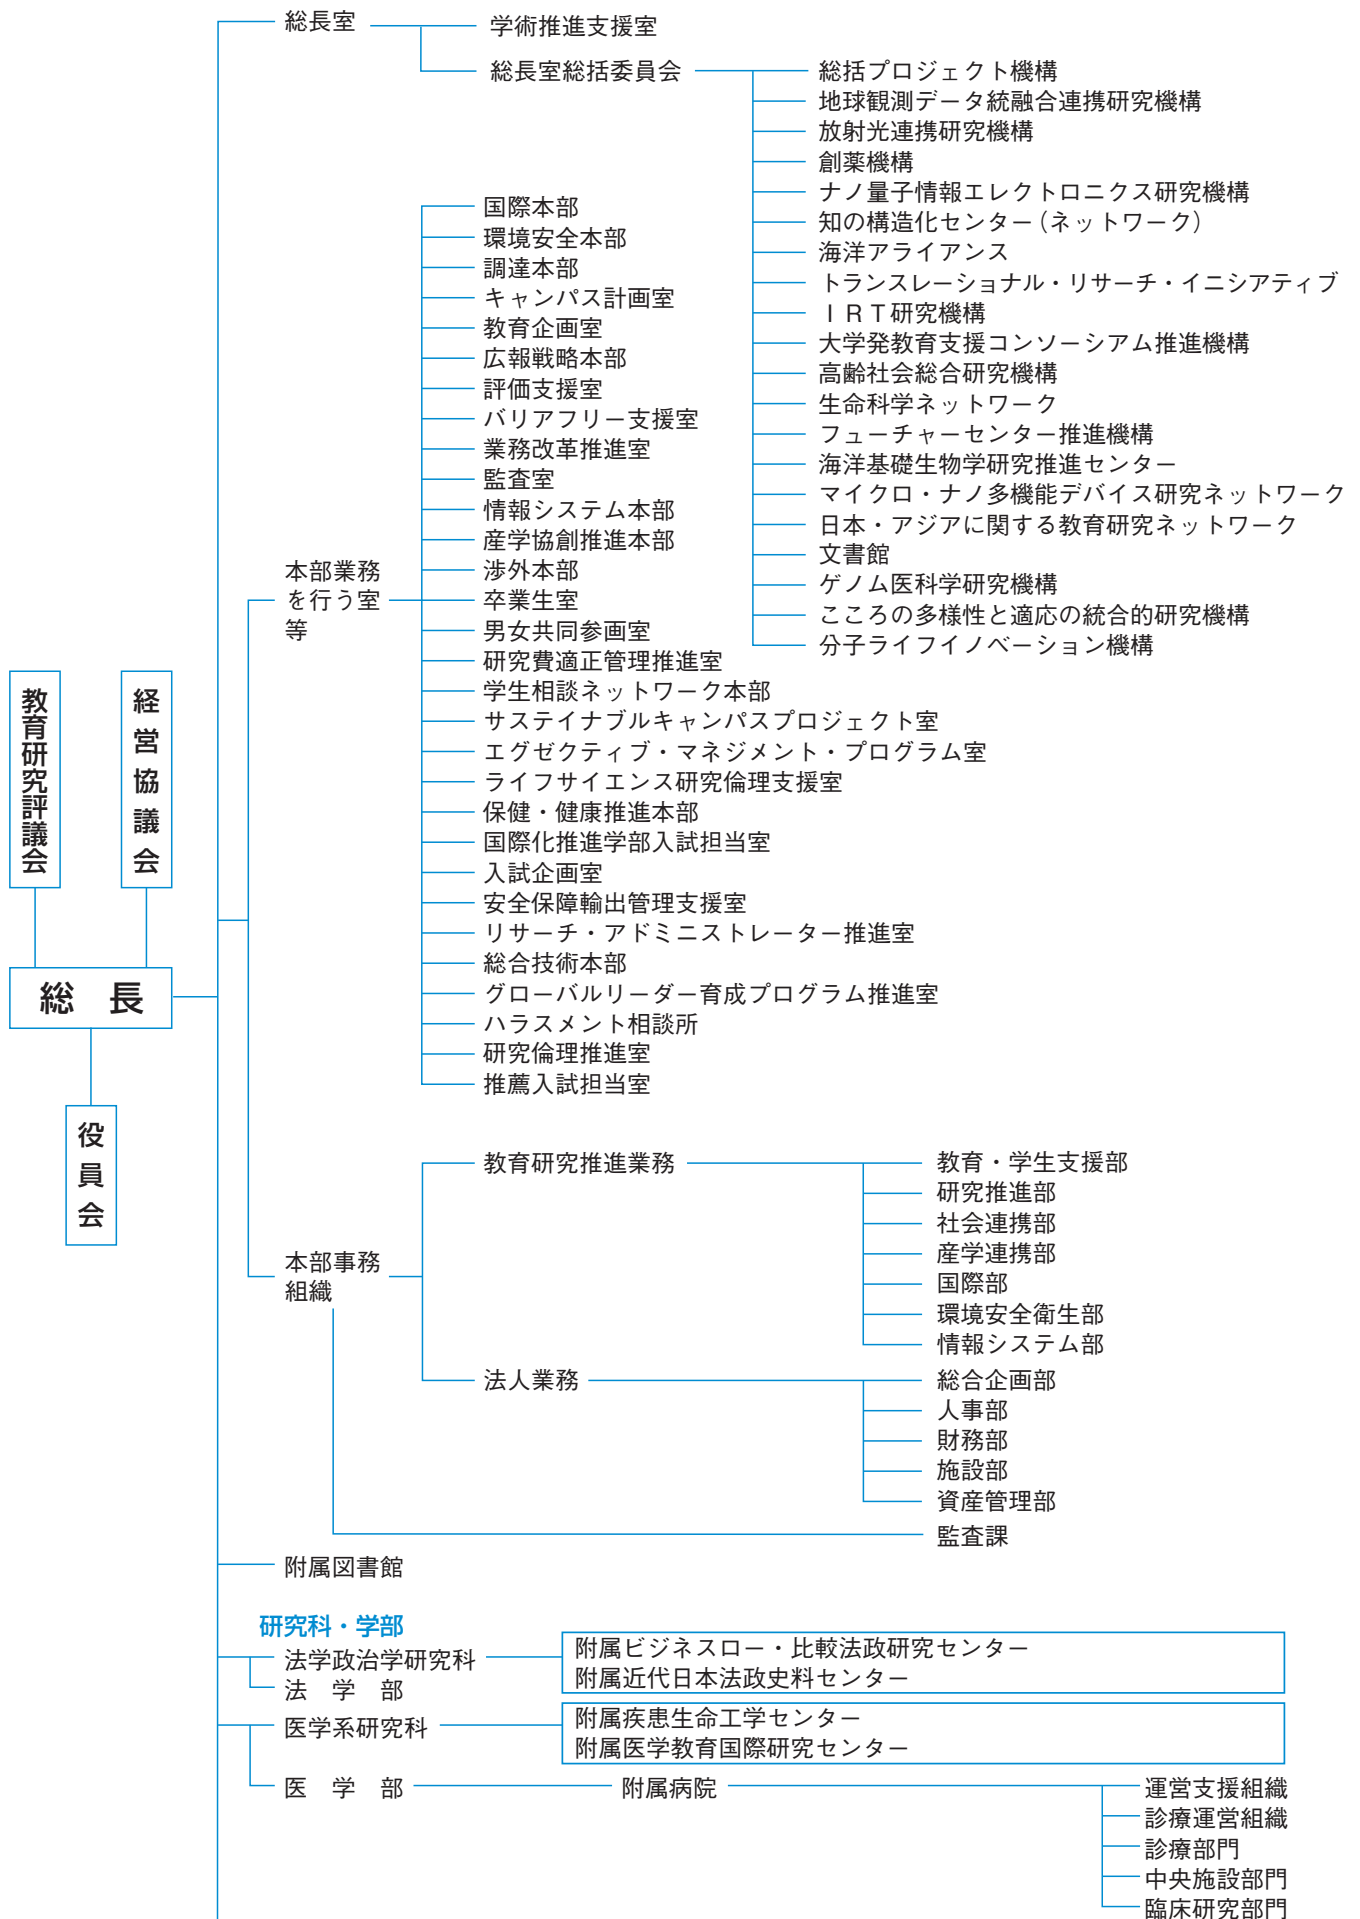 総長室
学術推進支援室
総長室総括委員会
総括プロジェクト機構
地球観測データ統融合連携研究機構
放射光連携研究機構
創薬機構
ナノ量子情報エレクトロニクス研究機構
知の構造化センター（ネットワーク）
海洋アライアンス
トランスレーショナル・リサーチ・イニシアティブ
ＩＲＴ研究機構
大学発教育支援コンソーシアム推進機構
高齢社会総合研究機構
生命科学ネットワーク
フューチャーセンター推進機構
海洋基礎生物学研究推進センター
マイクロ・ナノ多機能デバイス研究ネットワーク
日本・アジアに関する教育研究ネットワーク
文書館
ゲノム医科学研究機構
こころの多様性と適応の統合的研究機構
分子ライフイノベーション機構
本部業務
を行う室
等
国際本部
環境安全本部
調達本部
キャンパス計画室
教育企画室
広報戦略本部
評価支援室
バリアフリー支援室
業務改革推進室
監査室
情報システム本部
産学協創推進本部
渉外本部
卒業生室
男女共同参画室
研究費適正管理推進室
学生相談ネットワーク本部
サステイナブルキャンパスプロジェクト室
エグゼクティブ・マネジメント・プログラム室
ライフサイエンス研究倫理支援室
保健・健康推進本部
国際化推進学部入試担当室
入試企画室
安全保障輸出管理支援室
リサーチ・アドミニストレーター推進室
総合技術本部
グローバルリーダー育成プログラム推進室
ハラスメント相談所
研究倫理推進室
推薦入試担当室
教育研究評議会
経営協議会
総　長
役員会
本部事務
組織
教育研究推進業務
教育・学生支援部
研究推進部
社会連携部
産学連携部
国際部
環境安全衛生部
情報システム部
法人業務
総合企画部
人事部
財務部
施設部
資産管理部
監査課
附属図書館
研究科・学部
法学政治学研究科
附属ビジネスロー・比較法政研究センター
附属近代日本法政史料センター
法　学　部
医学系研究科
附属疾患生命工学センター
附属医学教育国際研究センター
医　学　部
附属病院
運営支援組織
診療運営組織
診療部門
中央施設部門
臨床研究部門